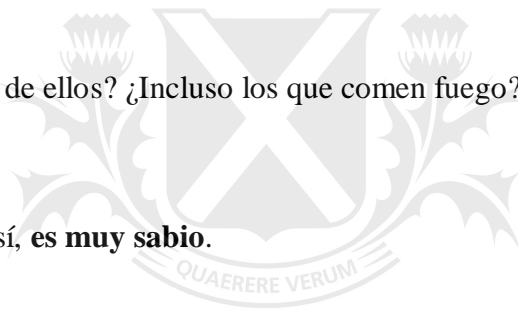 de ellos? ¿Incluso los que comen fuego?
sí, es muy sabio.
QUAERERE VERUM